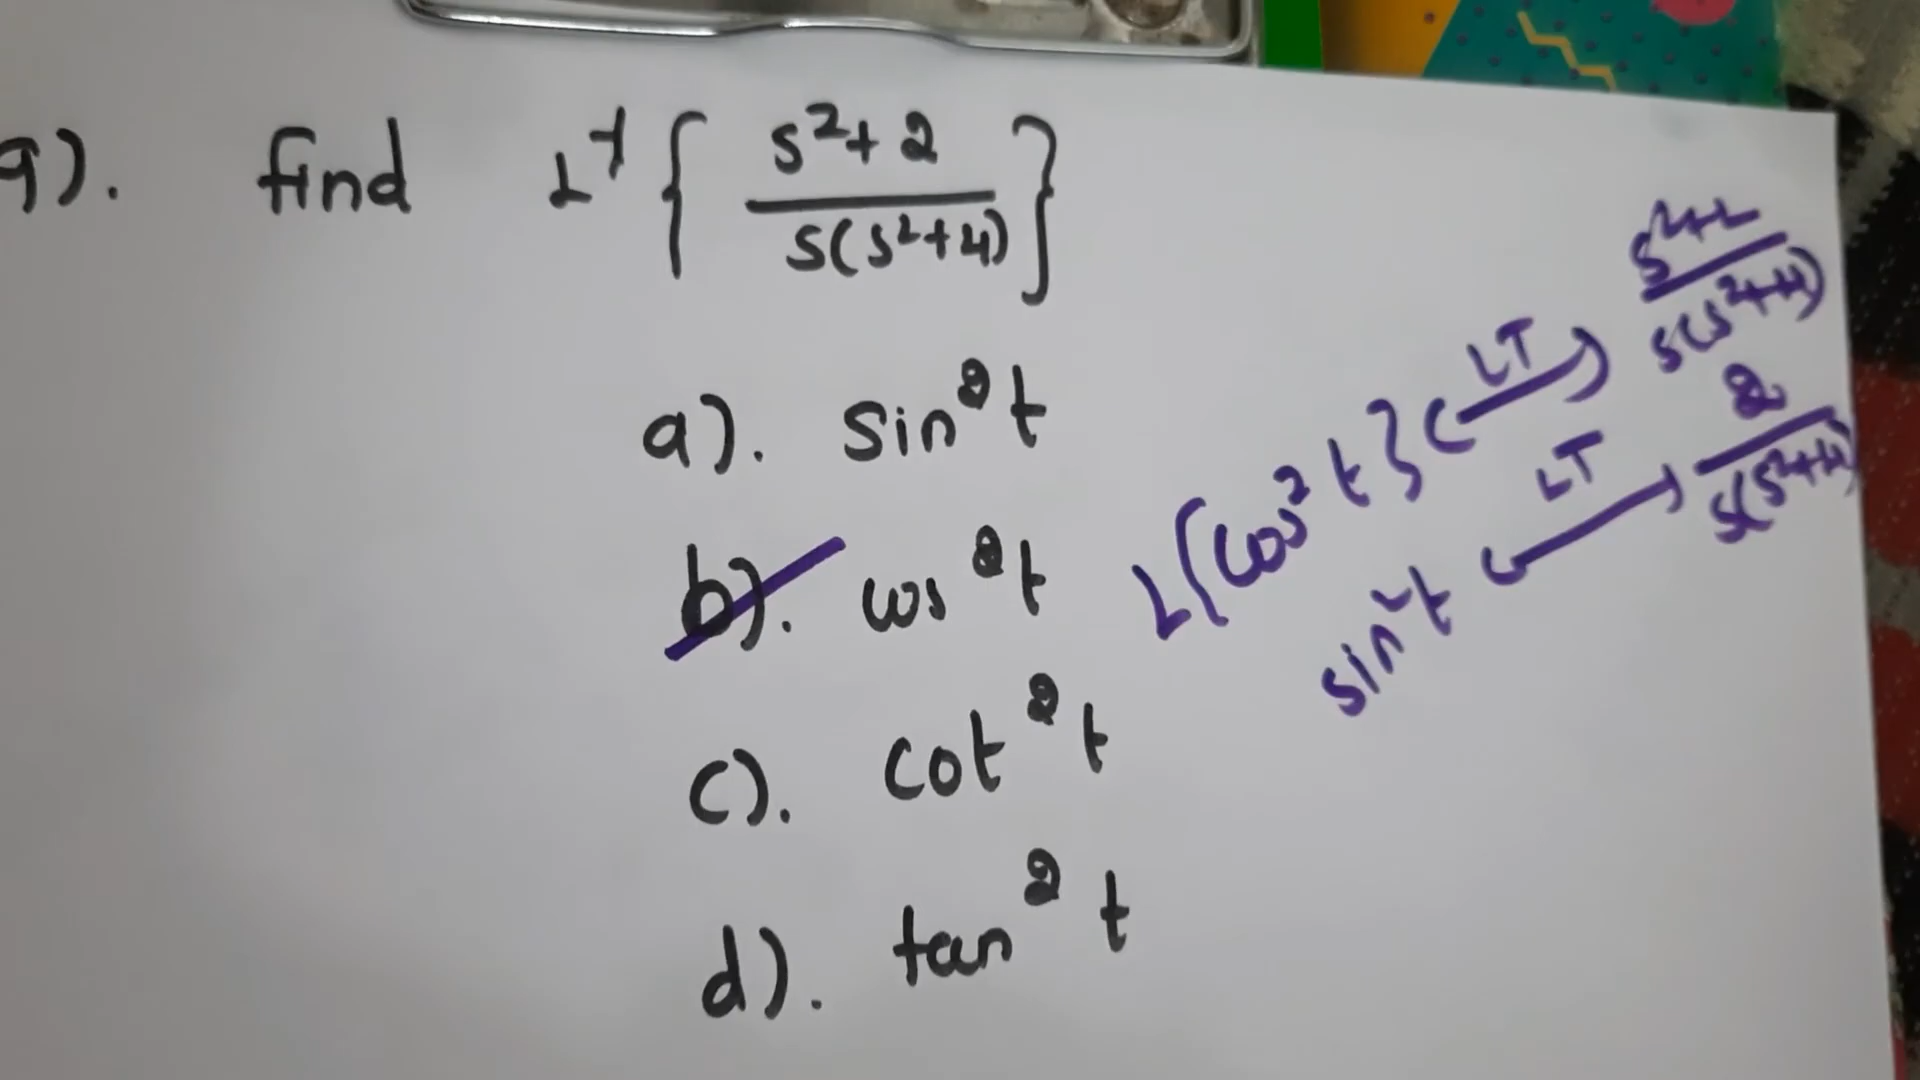 9). find L⁻¹ { s²+2 / s(s²+4) }
a). sin²t
b). cos²t
c). cot²t
d). tan²t
L{cos²t} ⟷ LT s²+2 / s(s²+4)
sin²t ⟷ LT 2 / s(s²+4)